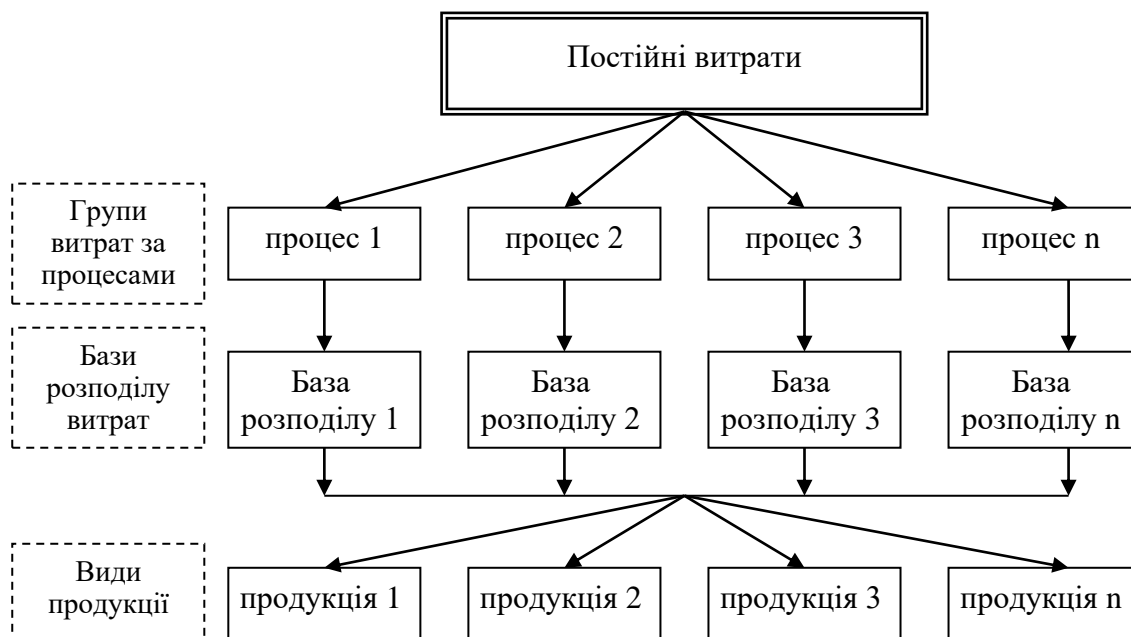 Постійні витрати
Групи
витрат за
процесами
процес 1
процес 2
процес 3
процес n
Бази
розподілу
витрат
База
розподілу 1
База
розподілу 2
База
розподілу 3
База
розподілу n
Види
продукції
продукція 1
продукція 2
продукція 3
продукція n